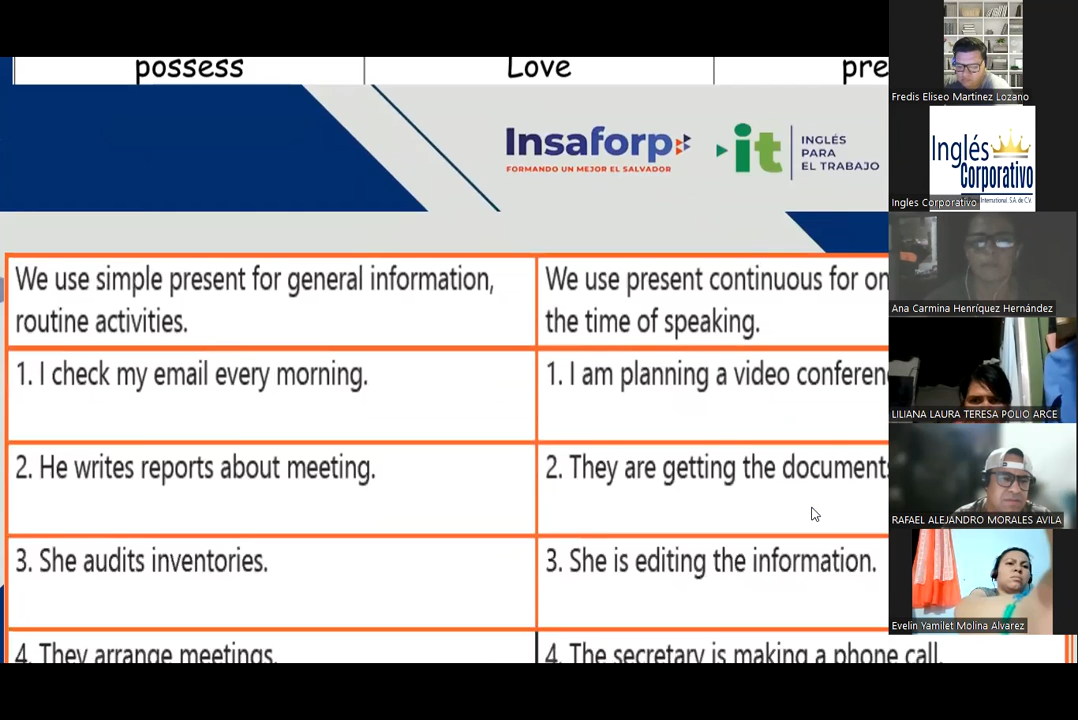 possess
Love
pre
Insaforp
FORMANDO UN MEJOR EL SALVADOR
it
INGLÉS
PARA
EL TRABAJO
We use simple present for general information,
routine activities.
We use present continuous for on
the time of speaking.
1. I check my email every morning.
1. I am planning a video conferen
2. He writes reports about meeting.
2. They are getting the documents
3. She audits inventories.
3. She is editing the information.
4. They arrange meetings.
4. The secretary is making a phone call.
Fredis Eliseo Martinez Lozano
Inglés
Corporativo
International, S.A. de C.V.
Ingles Corporativo
Ana Carmina Henríquez Hernández
LILIANA LAURA TERESA POLIO ARCE
RAFAEL ALEJANDRO MORALES AVILA
Evelin Yamilet Molina Alvarez